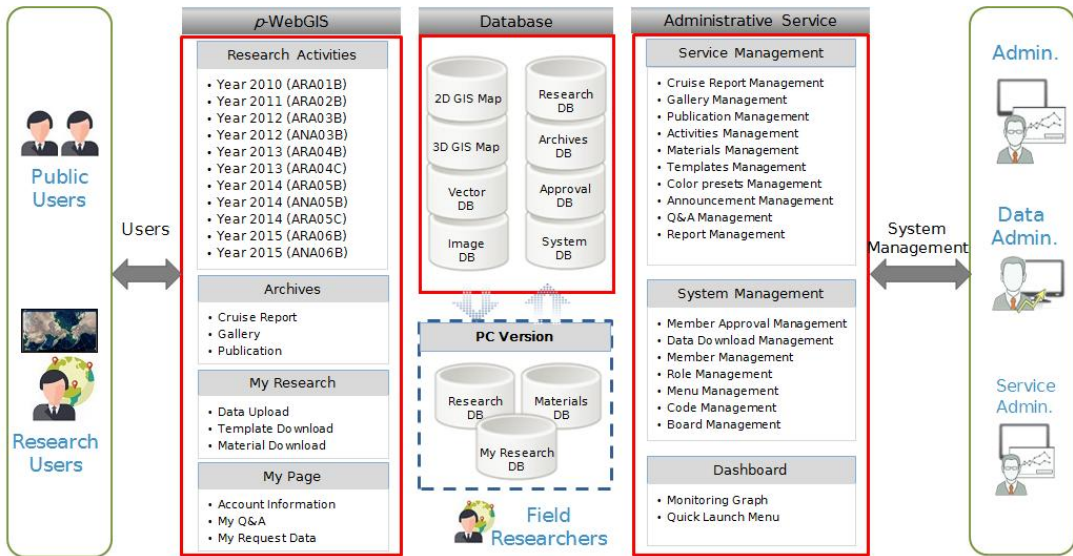 p-WebGIS
Database
Administrative Service
Public
Users
Research
Users
Users
Research Activities
• Year 2010 (ARA01B)
• Year 2011 (ARA02B)
• Year 2012 (ARA03B)
• Year 2012 (ANA03B)
• Year 2013 (ARA04B)
• Year 2013 (ARA04C)
• Year 2014 (ARA05B)
• Year 2014 (ANA05B)
• Year 2014 (ARA05C)
• Year 2015 (ARA06B)
• Year 2015 (ANA06B)
Archives
• Cruise Report
• Gallery
• Publication
My Research
• Data Upload
• Template Download
• Material Download
My Page
• Account Information
• My Q&A
• My Request Data
2D GIS Map
3D GIS Map
Vector
DB
Image
DB
Research
DB
Archives
DB
Approval
DB
System
DB
PC Version
Research
DB
Materials
DB
My Research
DB
Field
Researchers
Service Management
• Cruise Report Management
• Gallery Management
• Publication Management
• Activities Management
• Materials Management
• Templates Management
• Color presets Management
• Announcement Management
• Q&A Management
• Report Management
System Management
• Member Approval Management
• Data Download Management
• Member Management
• Role Management
• Menu Management
• Code Management
• Board Management
Dashboard
• Monitoring Graph
• Quick Launch Menu
System
Management
Admin.
Data
Admin.
Service
Admin.